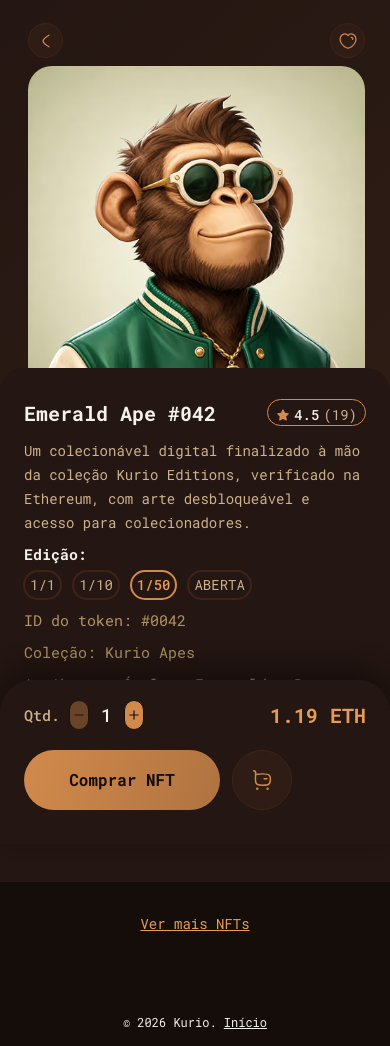 Emerald Ape #042
4.5 (19)
Um colecionável digital finalizado à mão
da coleção Kurio Editions, verificado na
Ethereum, com arte desbloqueável e
acesso para colecionadores.
Edição:
1/1 1/10 1/50 ABERTA
ID do token: #0042
Coleção: Kurio Apes
Qtd. − 1 + 1.19 ETH
Comprar NFT
Ver mais NFTs
© 2026 Kurio. Início